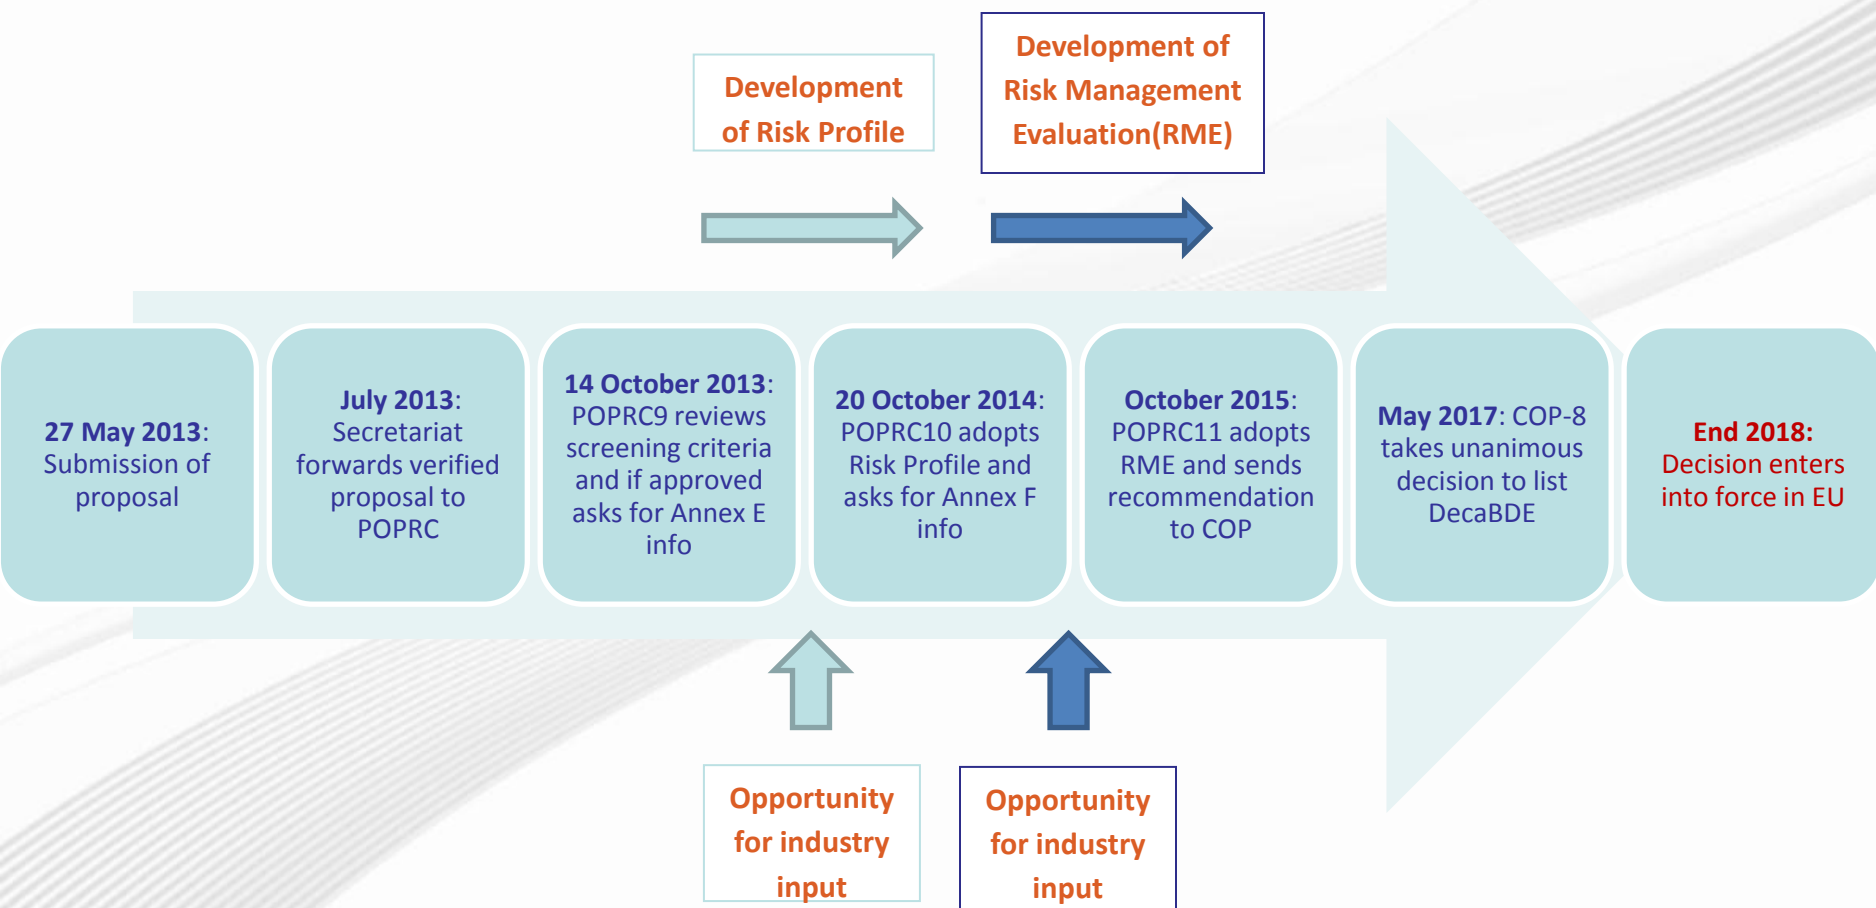 Development
of Risk Profile
Development of
Risk Management
Evaluation(RME)
27 May 2013:
Submission of
proposal
July 2013:
Secretariat
forwards verified
proposal to
POPRC
14 October 2013:
POPRC9 reviews
screening criteria
and if approved
asks for Annex E
info
20 October 2014:
POPRC10 adopts
Risk Profile and
asks for Annex F
info
October 2015:
POPRC11 adopts
RME and sends
recommendation
to COP
May 2017: COP-8
takes unanimous
decision to list
DecaBDE
End 2018:
Decision enters
into force in EU
Opportunity
for industry
input
Opportunity
for industry
input